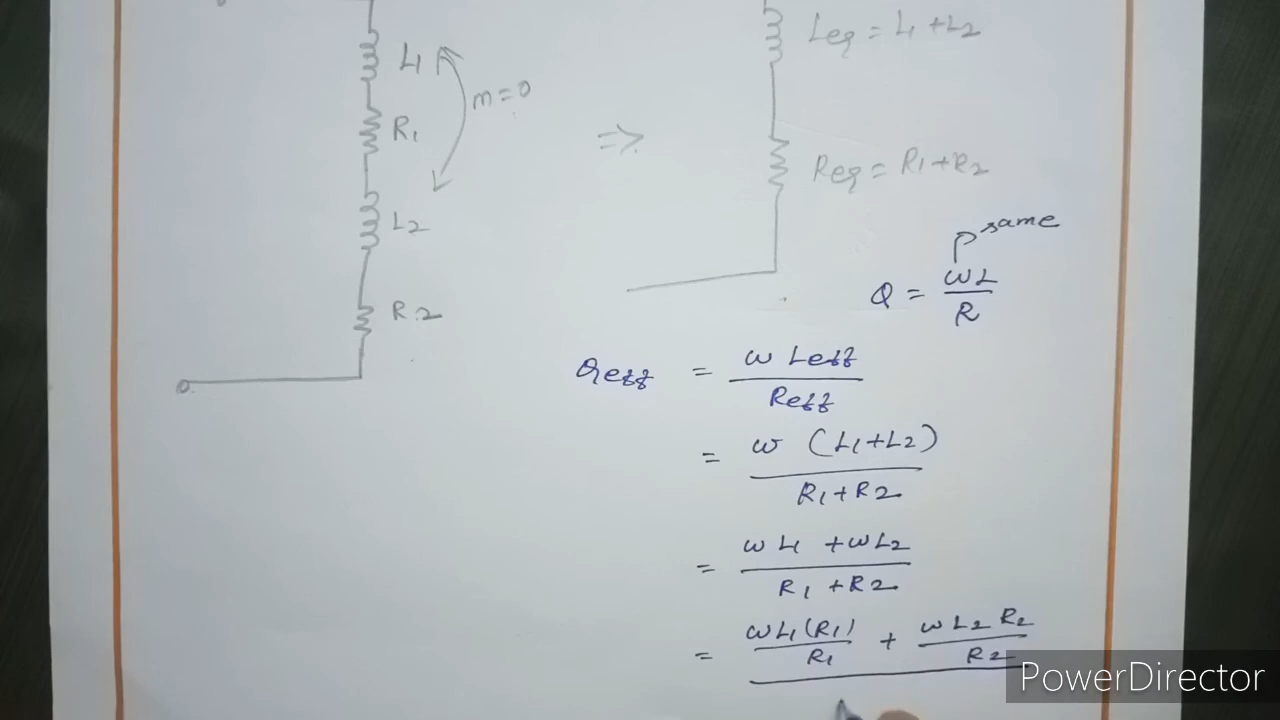 L1
m=0
R1
L2
R2
⇒
Leq = L1+L2
Req = R1+R2
same
Q = ωL/R
Qeff = ω Leff/Reff
= ω (L1+L2)/R1+R2
= ωL1 +ωL2/R1 +R2
= ωL1(R1)/R1 + ωL2 R2/R2
PowerDirector